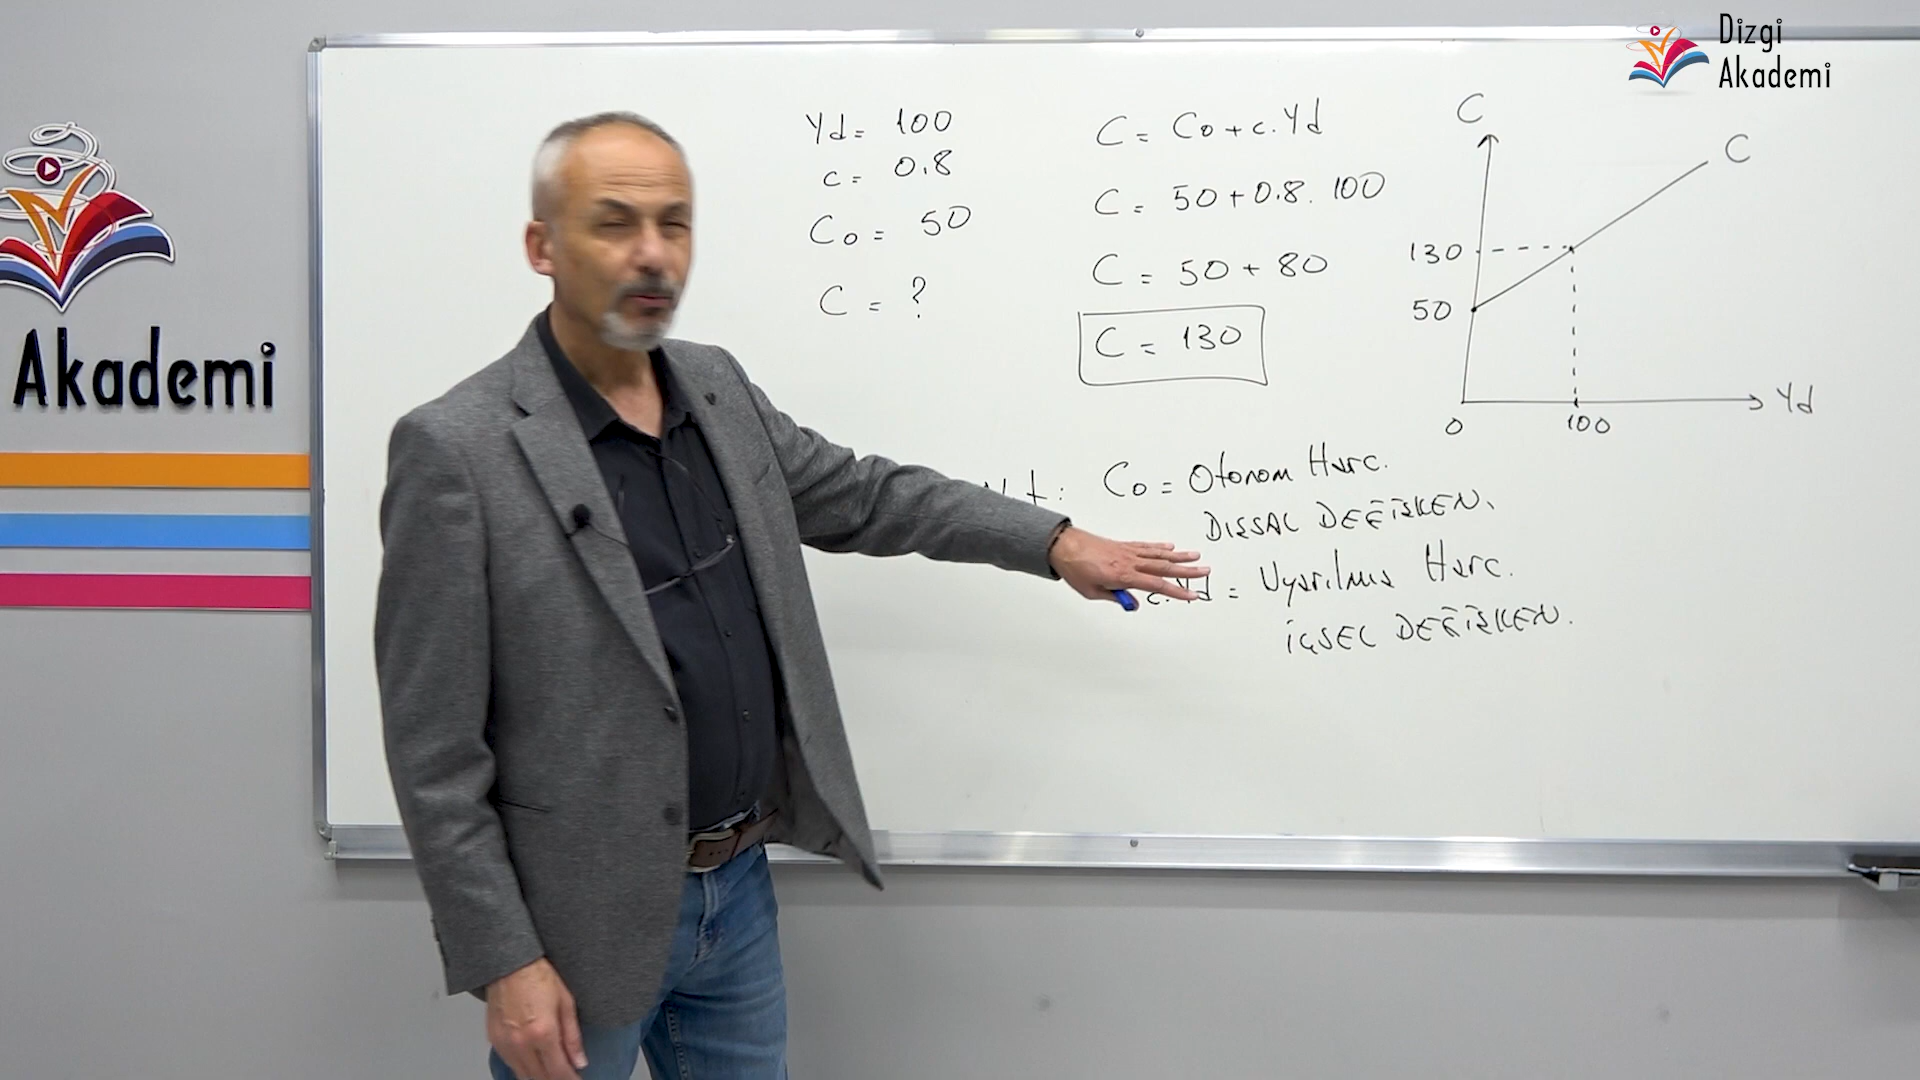 Dizgi
Akademi
Akademi
Yd = 100
c = 0.8
Co = 50
C = ?
C = Co + c.Yd
C = 50 + 0.8 . 100
C = 50 + 80
C = 130
C
C
130
50
0
100
Yd
Co = Otonom Harc.
DIŞSAL DEĞİŞKEN.
c.Yd = Uyarılmış Harc.
İÇSEL DEĞİŞKEN.